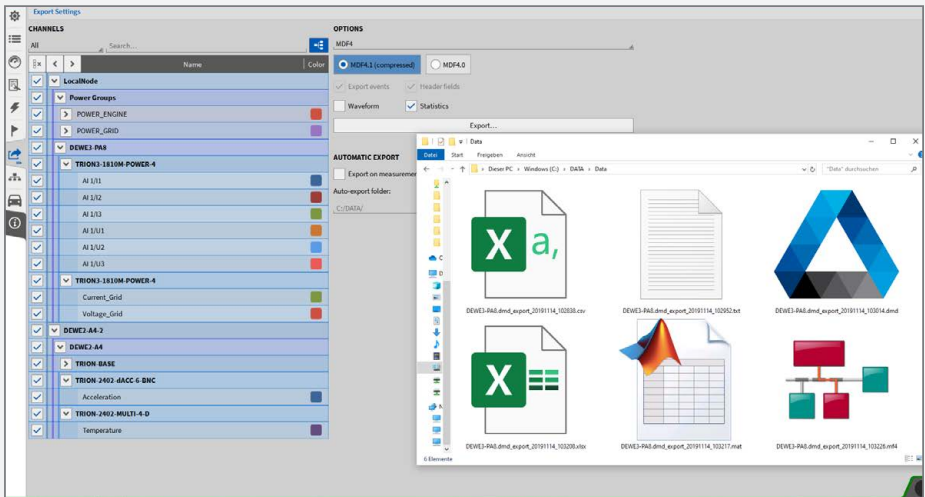 Export Settings
CHANNELS
All
Search...
Name
Color
LocalNode
Power Groups
POWER_ENGINE
POWER_GRID
DEWE3-PA8
TRION3-1810M-POWER-4
AI 1/I1
AI 1/I2
AI 1/I3
AI 1/U1
AI 1/U2
AI 1/U3
TRION3-1810M-POWER-4
Current_Grid
Voltage_Grid
DEWE2-A4-2
DEWE2-A4
TRION-BASE
TRION-2402-dACC-6-BNC
Acceleration
TRION-2402-MULTI-4-D
Temperature
OPTIONS
MDF4
MDF4.1 (compressed)
MDF4.0
Export events
Header fields
Waveform
Statistics
Export...
AUTOMATIC EXPORT
Export on measuremen
Auto-export folder:
C:/DATA/
Data
Datei
Start
Freigeben
Ansicht
Dieser PC > Windows (C:) > DATA > Data
"Data" durchsuchen
X a,
DEWE3-PA8.dmd_export_20191114_102838.csv
DEWE3-PA8.dmd_export_20191114_102952.txt
DEWE3-PA8.dmd_export_20191114_103014.dmd
X
DEWE3-PA8.dmd_export_20191114_103208.xlsx
DEWE3-PA8.dmd_export_20191114_103217.mat
DEWE3-PA8.dmd_export_20191114_103226.mf4
6 Elemente